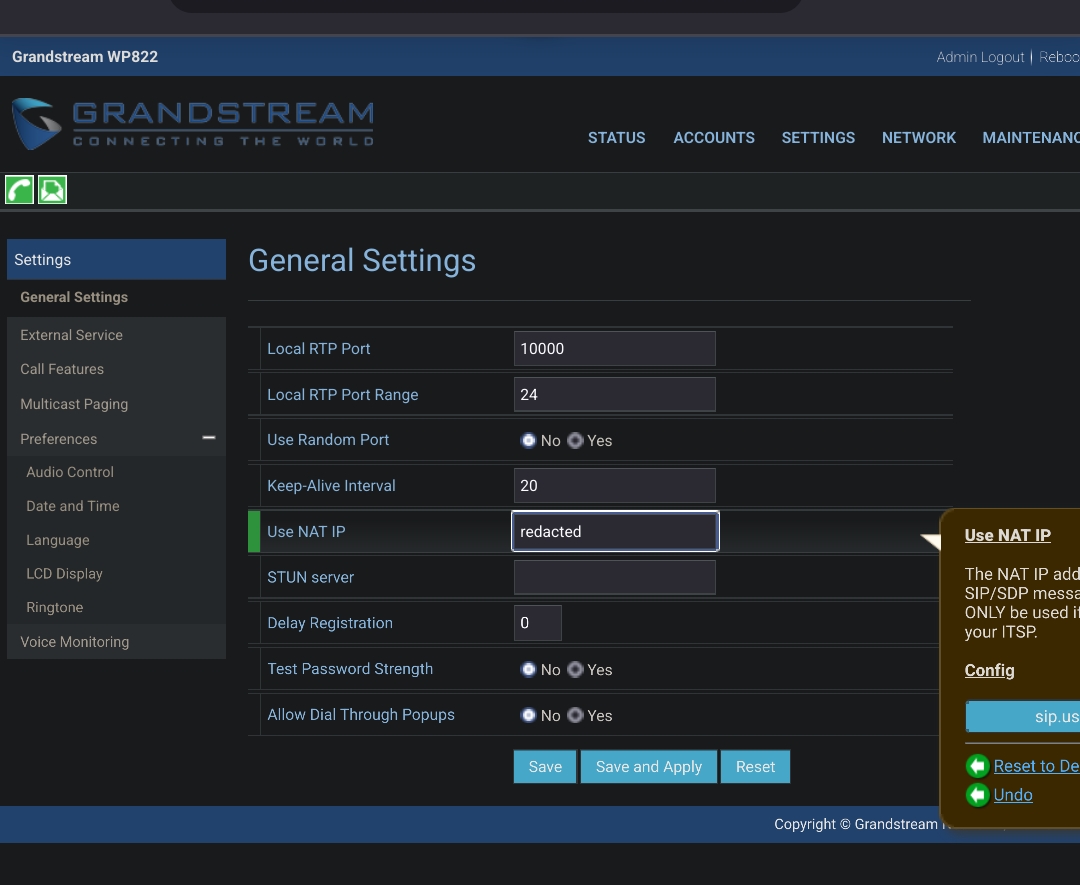 Grandstream WP822
Admin Logout | Reboo
GRANDSTREAM
CONNECTING THE WORLD
STATUS ACCOUNTS SETTINGS NETWORK MAINTENANC
Settings
General Settings
External Service
Call Features
Multicast Paging
Preferences
Audio Control
Date and Time
Language
LCD Display
Ringtone
Voice Monitoring
General Settings
Local RTP Port 10000
Local RTP Port Range 24
Use Random Port No Yes
Keep-Alive Interval 20
Use NAT IP redacted
STUN server
Delay Registration 0
Test Password Strength No Yes
Allow Dial Through Popups No Yes
Save Save and Apply Reset
Use NAT IP
The NAT IP add
SIP/SDP messa
ONLY be used if
your ITSP.
Config
sip.us
Reset to De
Undo
Copyright © Grandstream